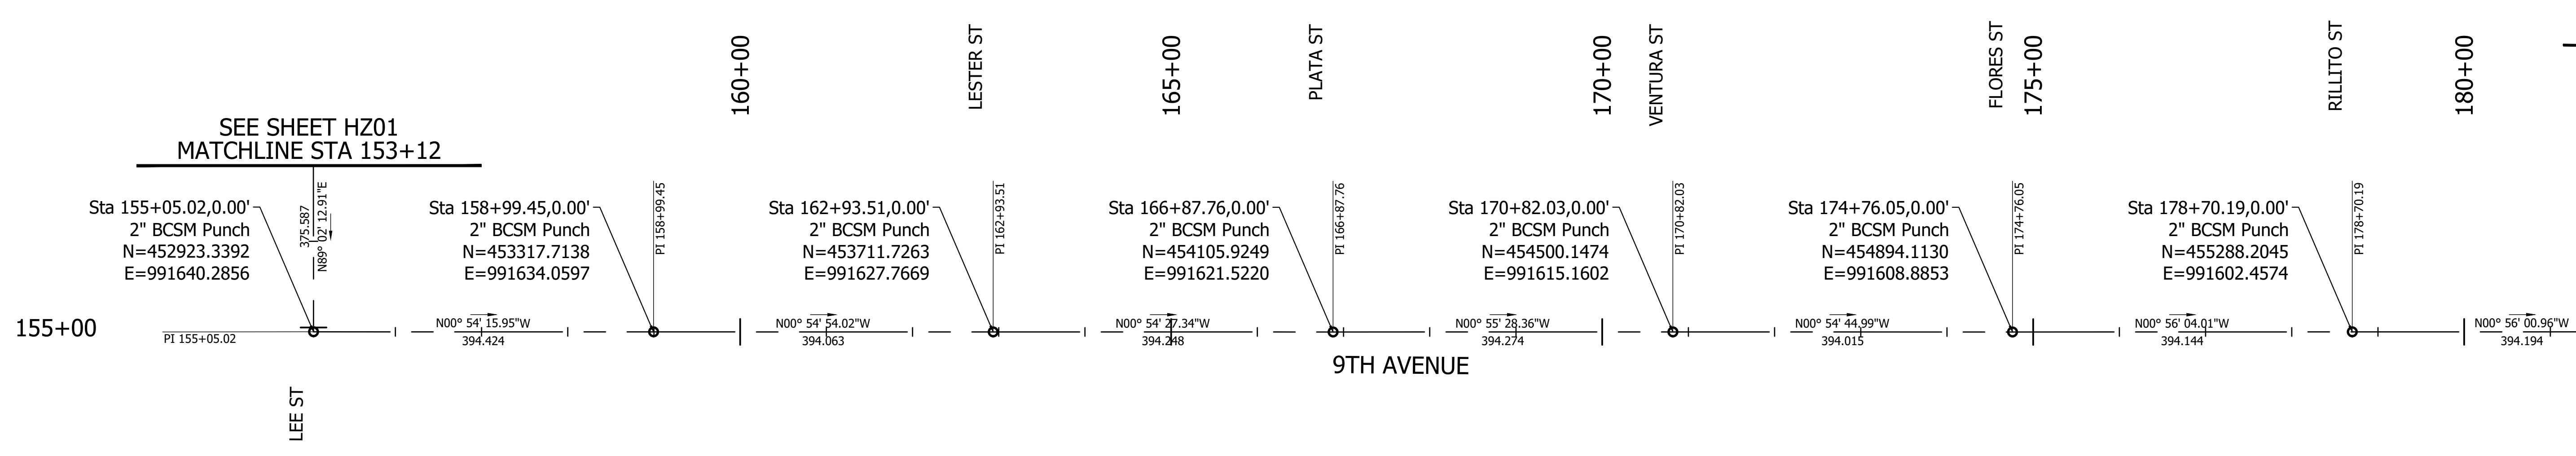 LESTER ST
PLATA ST
VENTURA ST
FLORES ST
RILLITO ST
160+00
165+00
170+00
175+00
180+00
SEE SHEET HZ01
MATCHLINE STA 153+12
375.587
N89° 02' 12.91"E
Sta 155+05.02,0.00'
2" BCSM Punch
N=452923.3392
E=991640.2856
Sta 158+99.45,0.00'
2" BCSM Punch
N=453317.7138
E=991634.0597
PI 158+99.45
Sta 162+93.51,0.00'
2" BCSM Punch
N=453711.7263
E=991627.7669
PI 162+93.51
Sta 166+87.76,0.00'
2" BCSM Punch
N=454105.9249
E=991621.5220
PI 166+87.76
Sta 170+82.03,0.00'
2" BCSM Punch
N=454500.1474
E=991615.1602
PI 170+82.03
Sta 174+76.05,0.00'
2" BCSM Punch
N=454894.1130
E=991608.8853
PI 174+76.05
Sta 178+70.19,0.00'
2" BCSM Punch
N=455288.2045
E=991602.4574
PI 178+70.19
155+00
PI 155+05.02
N00° 54' 15.95"W
394.424
N00° 54' 54.02"W
394.063
N00° 54' 27.34"W
394.248
N00° 55' 28.36"W
394.274
N00° 54' 44.99"W
394.015
N00° 56' 04.01"W
394.144
N00° 56' 00.96"W
394.194
9TH AVENUE
LEE ST